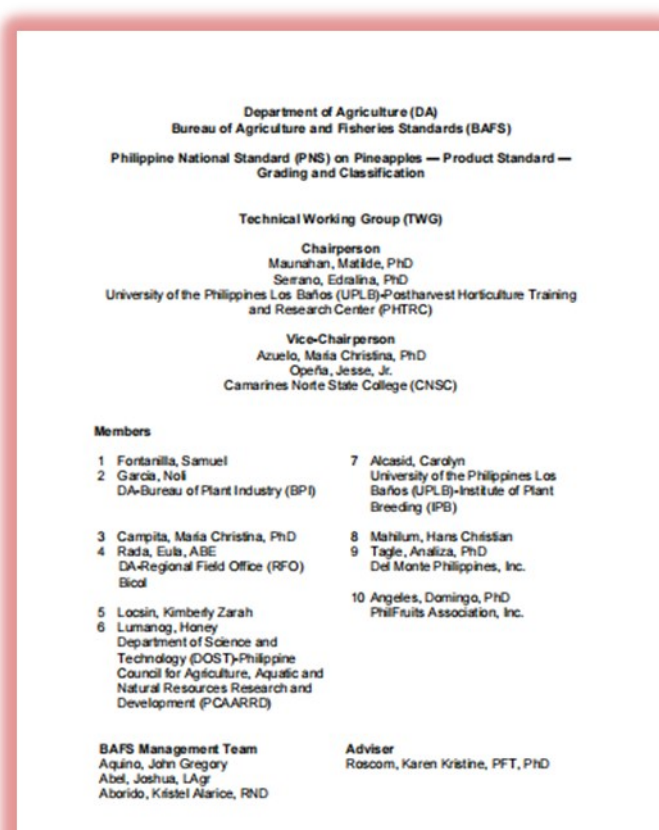 Department of Agriculture (DA)
Bureau of Agriculture and Fisheries Standards (BAFS)
Philippine National Standard (PNS) on Pineapples — Product Standard —
Grading and Classification
Technical Working Group (TWG)
Chairperson
Maunahan, Matilde, PhD
Serrano, Edralina, PhD
University of the Philippines Los Baños (UPLB)-Postharvest Horticulture Training
and Research Center (PHTRC)
Vice-Chairperson
Azuelo, Maria Christina, PhD
Opeña, Jesse, Jr.
Camarines Norte State College (CNSC)
Members
1 Fontanilla, Samuel
2 Garcia, Noli
DA-Bureau of Plant Industry (BPI)
3 Campita, Maria Christina, PhD
4 Rada, Eula, ABE
DA-Regional Field Office (RFO)
Bicol
5 Locsin, Kimberly Zarah
6 Lumanog, Honey
Department of Science and
Technology (DOST)-Philippine
Council for Agriculture, Aquatic and
Natural Resources Research and
Development (PCAARRD)
7 Alcasid, Carolyn
University of the Philippines Los
Baños (UPLB)-Institute of Plant
Breeding (IPB)
8 Mahilum, Hans Christian
9 Tagle, Analiza, PhD
Del Monte Philippines, Inc.
10 Angeles, Domingo, PhD
PhilFruits Association, Inc.
BAFS Management Team
Aquino, John Gregory
Abel, Joshua, LAgr
Aborido, Kristel Alarice, RND
Adviser
Roscom, Karen Kristine, PFT, PhD